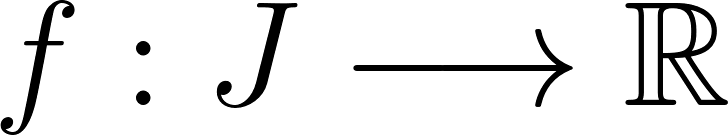 f : J ⟶ ℝ